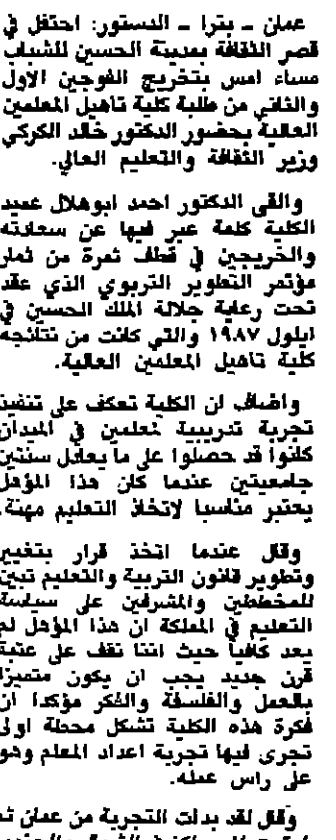 عمان ـ بترا ـ الدستور: احتفل في
قصر الثقافة بمدينة الحسين للشباب
مساء امس بتخريج الفوجين الاول
والثاني من طلبة كلية تاهيل المعلمين
العالية بحضور الدكتور خالد الكركي
وزير الثقافة والتعليم العالي.
والقى الدكتور احمد ابوهلال عميد
الكلية كلمة عبر فيها عن سعادته
والخريجين في قطف ثمرة من ثمار
مؤتمر التطوير التربوي الذي عقد
تحت رعاية جلالة الملك الحسين في
ايلول ١٩٨٧ والتي كانت من نتائجه
كلية تاهيل المعلمين العالية.
واضاف ان الكلية تعكف على تنفيذ
تجربة تدريبية لمعلمين في الميدان
كانوا قد حصلوا على ما يعادل سنتين
جامعيتين عندما كان هذا المؤهل
يعتبر مناسبا لاتخاذ التعليم مهنة.
وقال عندما اتخذ قرار بتغيير
وتطوير قانون التربية والتعليم تبين
للمخططين والمشرفين على سياسة
التعليم في المملكة ان هذا المؤهل لم
يعد كافياً حيث اننا نقف على عتبة
قرن جديد يجب ان يكون متميزا
بالعمل والفلسفة والفكر مؤكدا ان
فكرة هذه الكلية تشكل محطة اولى
تجرى فيها تجربة اعداد المعلم وهو
على راس عمله.
وقال لقد بدات التجربة من عمان ثم